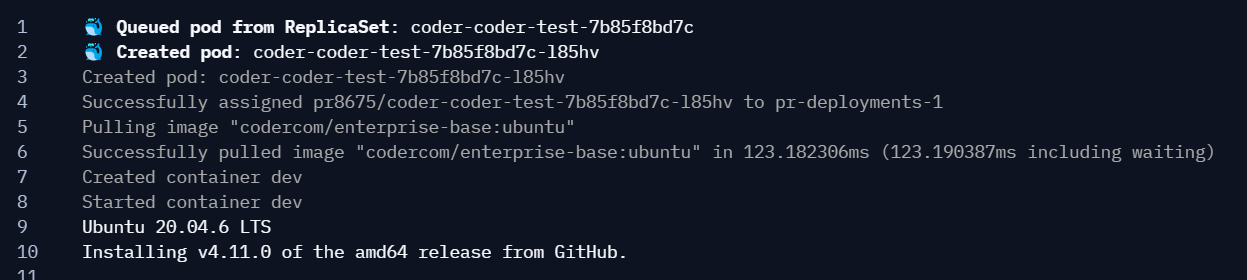 1 🐳 Queued pod from ReplicaSet: coder-coder-test-7b85f8bd7c
2 🐳 Created pod: coder-coder-test-7b85f8bd7c-l85hv
3 Created pod: coder-coder-test-7b85f8bd7c-l85hv
4 Successfully assigned pr8675/coder-coder-test-7b85f8bd7c-l85hv to pr-deployments-1
5 Pulling image "codercom/enterprise-base:ubuntu"
6 Successfully pulled image "codercom/enterprise-base:ubuntu" in 123.182306ms (123.190387ms including waiting)
7 Created container dev
8 Started container dev
9 Ubuntu 20.04.6 LTS
10 Installing v4.11.0 of the amd64 release from GitHub.
11